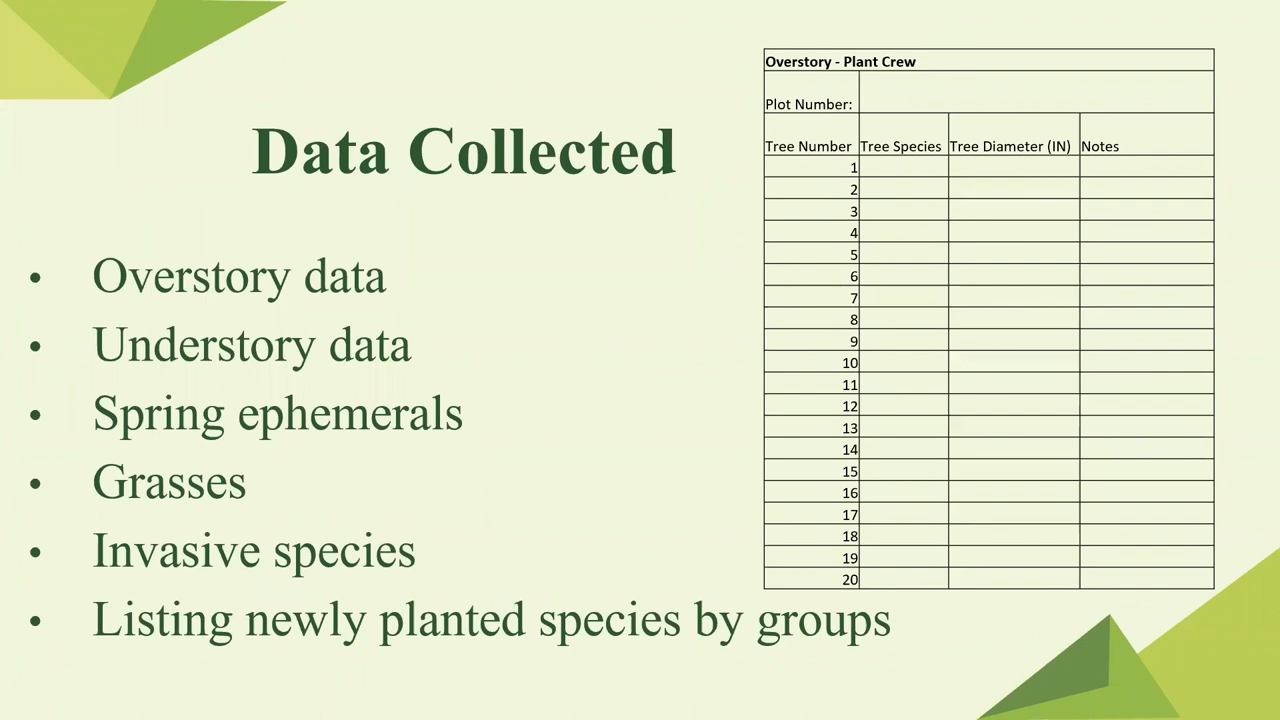 Data Collected
• Overstory data
• Understory data
• Spring ephemerals
• Grasses
• Invasive species
• Listing newly planted species by groups
Overstory - Plant Crew
Plot Number:
Tree Number Tree Species Tree Diameter (IN) Notes
1
2
3
4
5
6
7
8
9
10
11
12
13
14
15
16
17
18
19
20